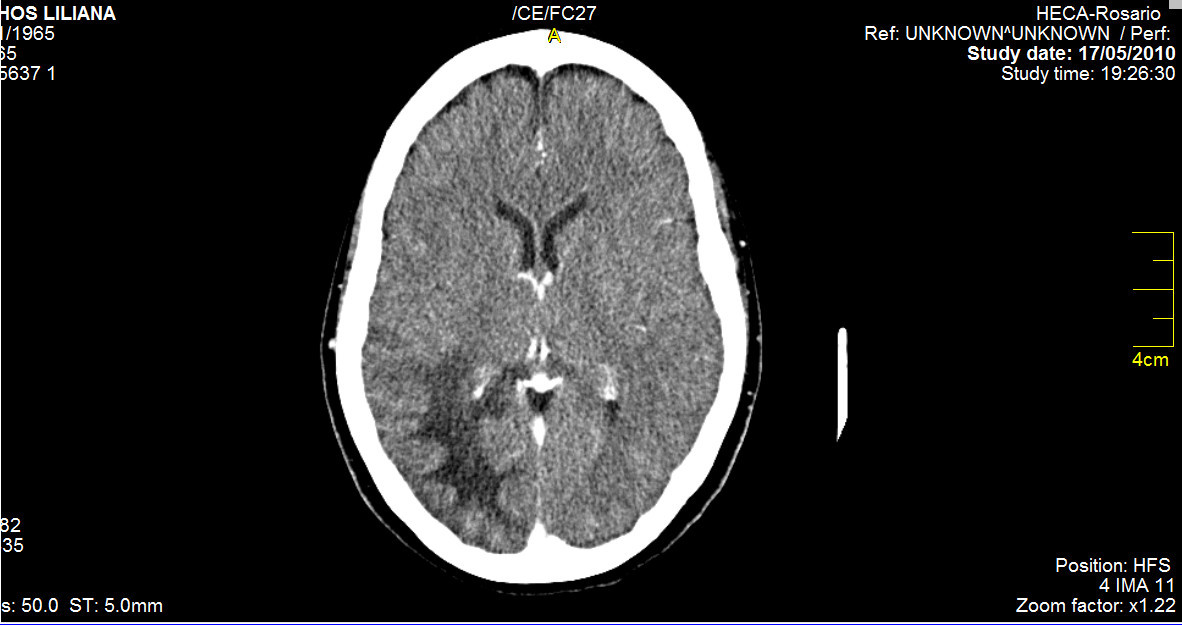 HOS LILIANA
/1965
65
5637 1
/CE/FC27
A
HECA-Rosario
Ref: UNKNOWN^UNKNOWN / Perf:
Study date: 17/05/2010
Study time: 19:26:30
4cm
82
35
s: 50.0 ST: 5.0mm
Position: HFS
4 IMA 11
Zoom factor: x1.22